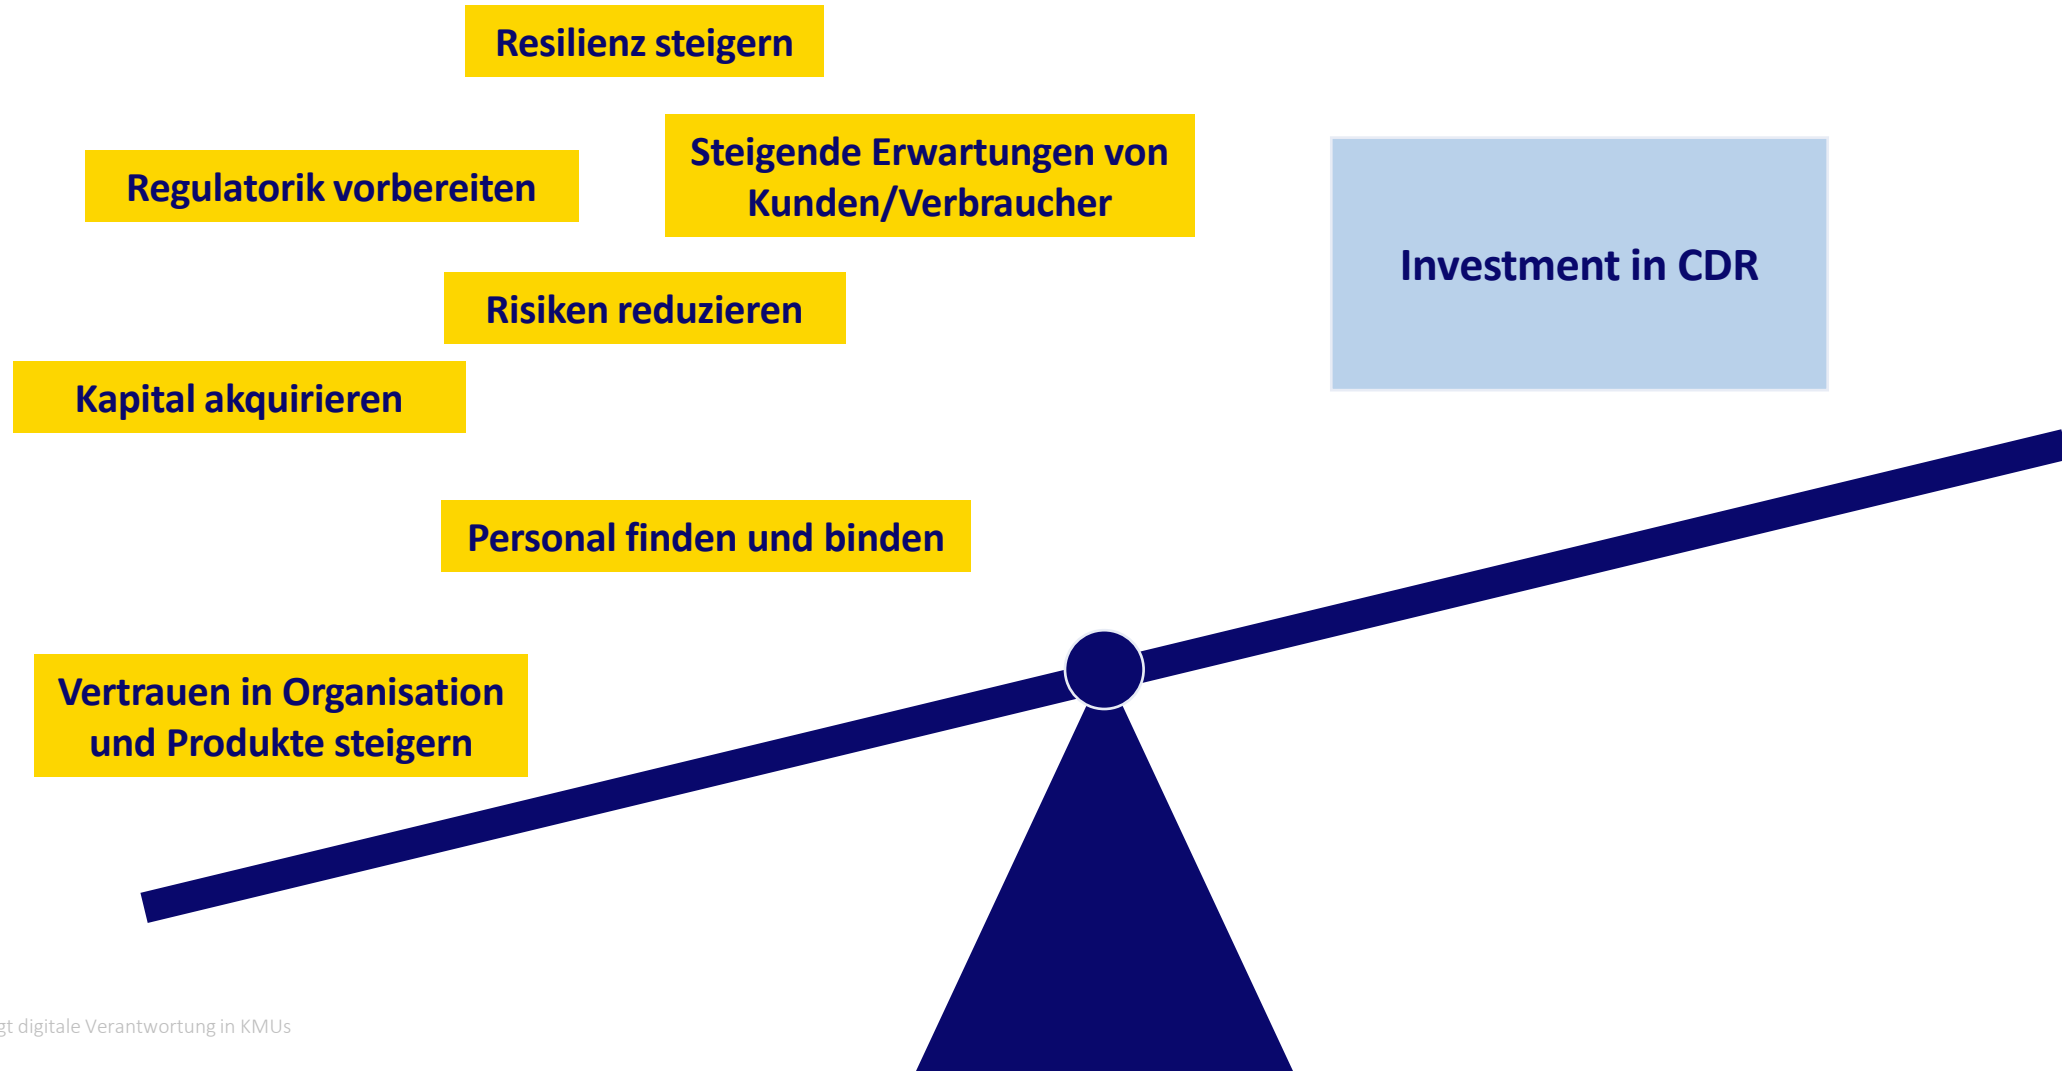 Resilienz steigern
Steigende Erwartungen von
Kunden/Verbraucher
Regulatorik vorbereiten
Investment in CDR
Risiken reduzieren
Kapital akquirieren
Personal finden und binden
Vertrauen in Organisation
und Produkte steigern
digitale Verantwortung in KMUs